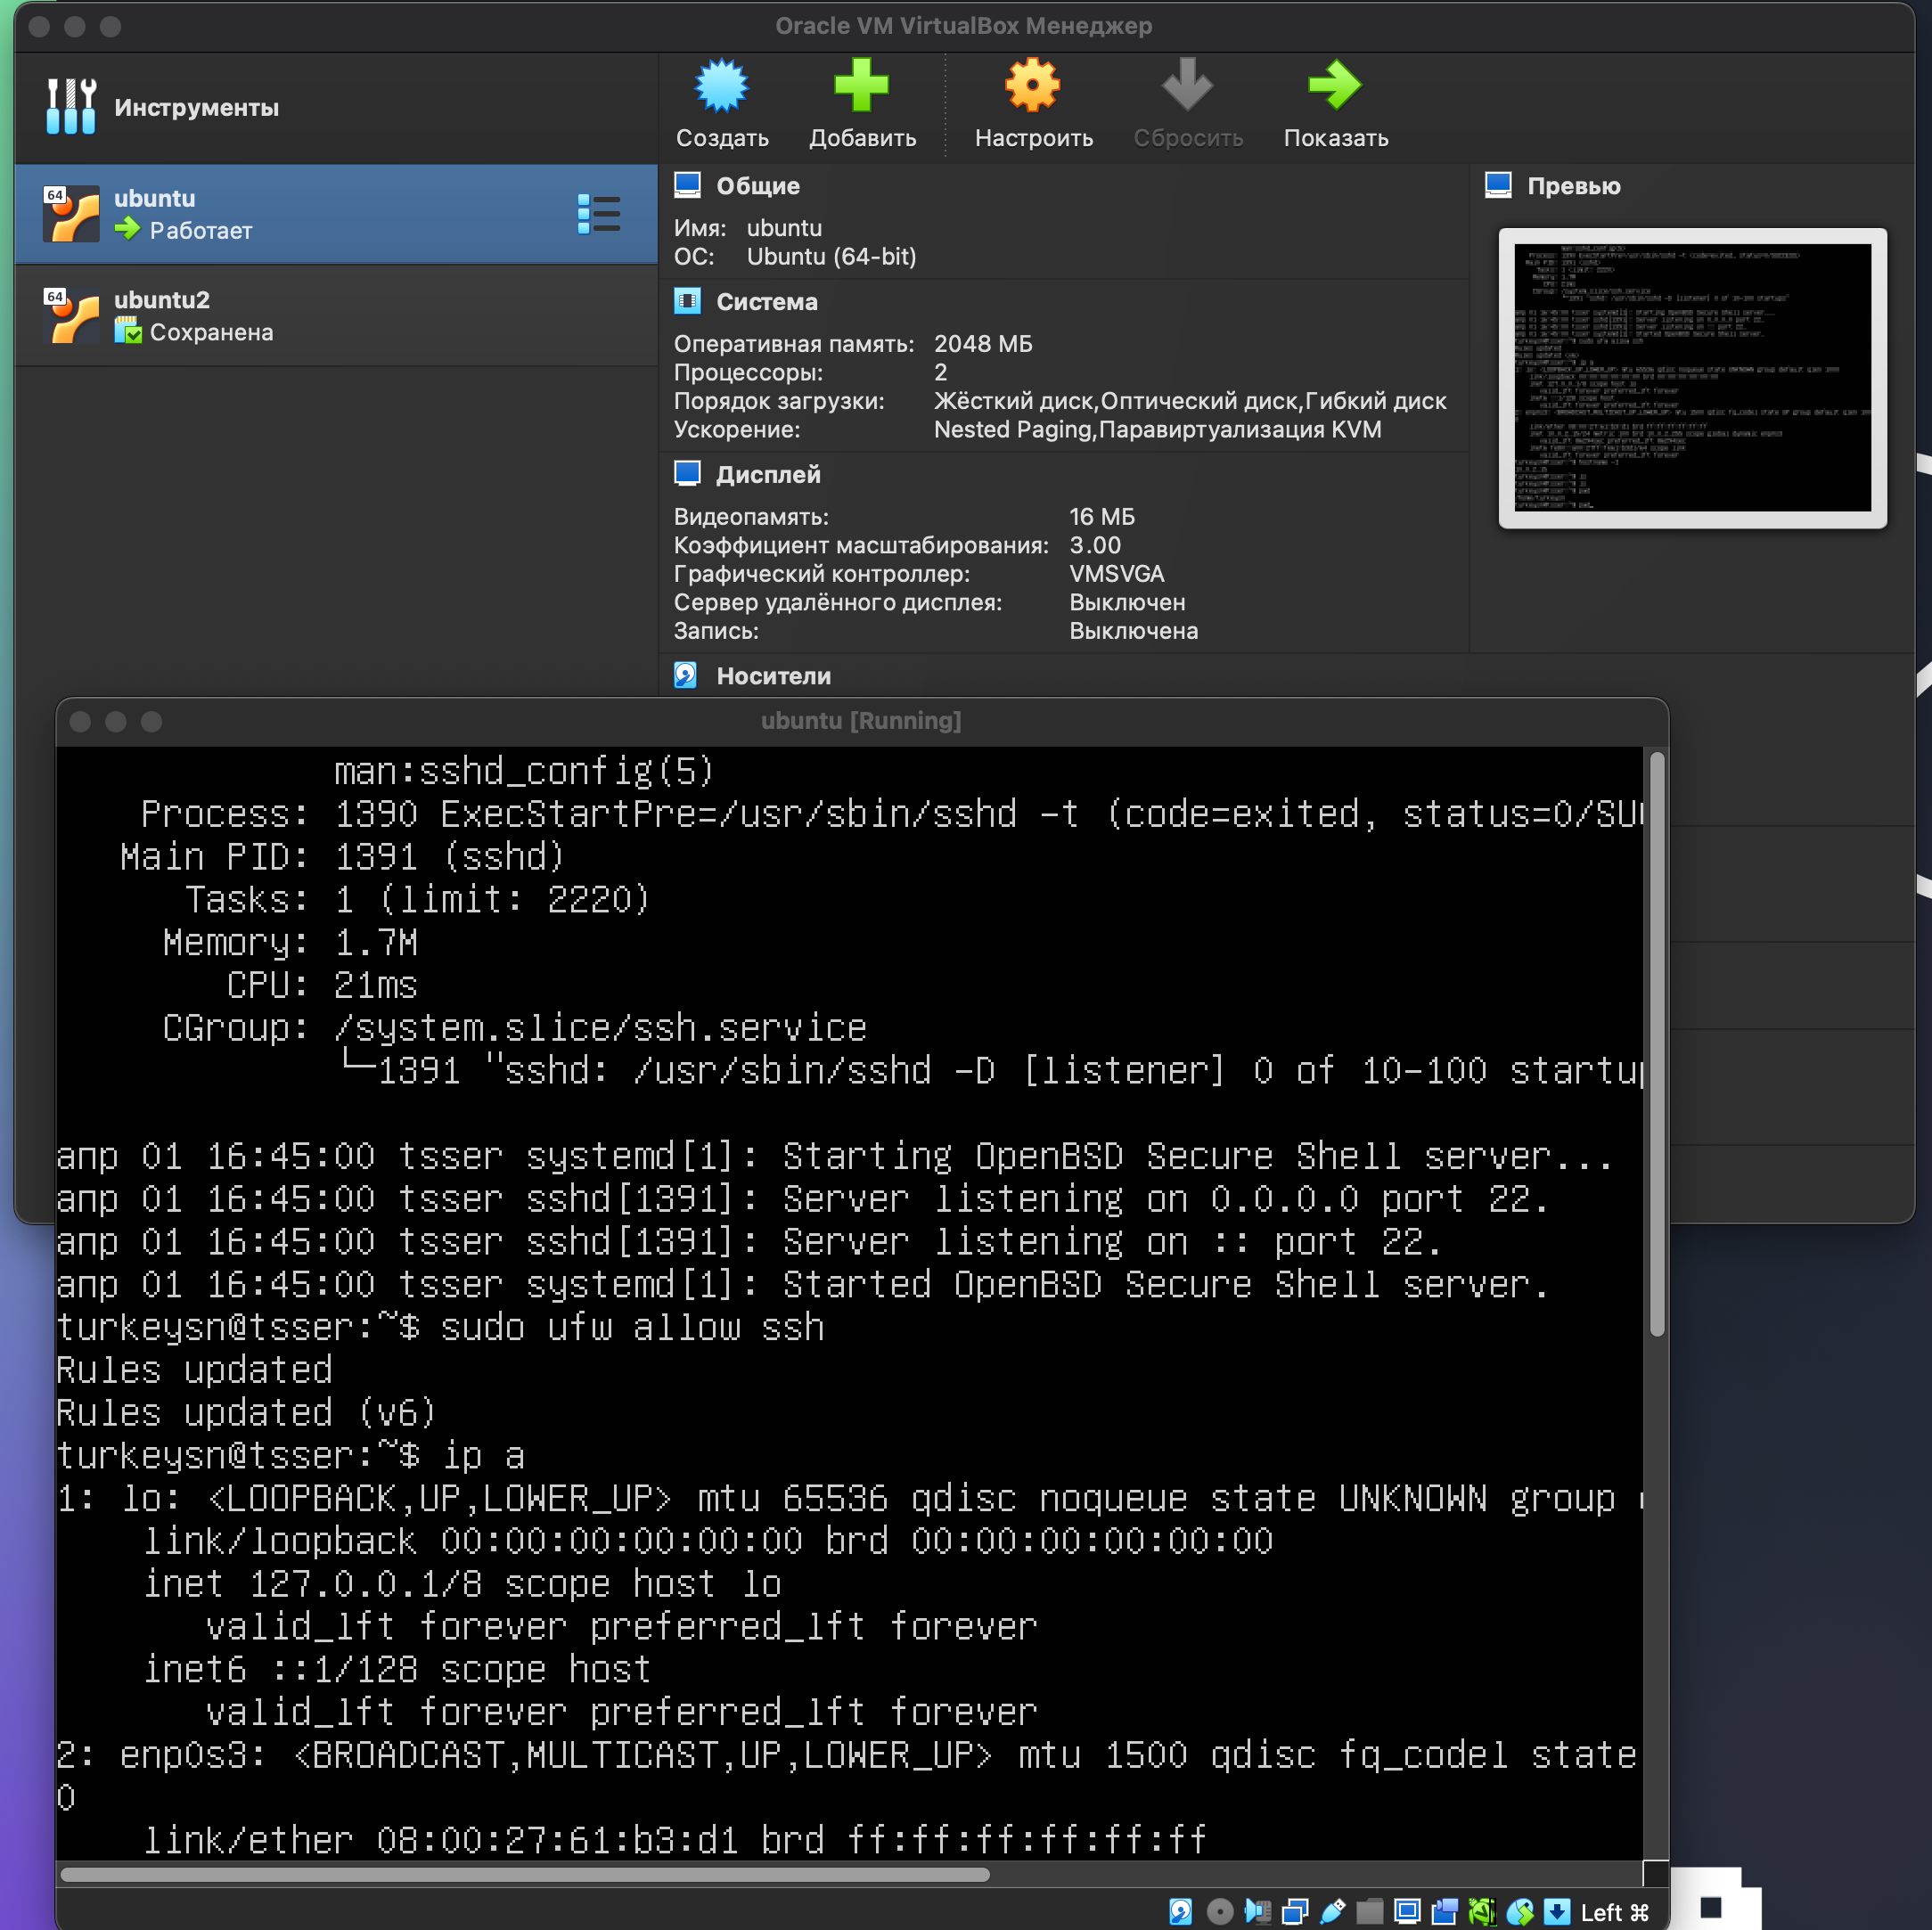 Oracle VM VirtualBox Менеджер
Инструменты
Создать
Добавить
Настроить
Сбросить
Показать
64
ubuntu
Работает
64
ubuntu2
Сохранена
Общие
Имя: ubuntu
ОС: Ubuntu (64-bit)
Система
Оперативная память: 2048 МБ
Процессоры: 2
Порядок загрузки: Жёсткий диск,Оптический диск,Гибкий диск
Ускорение: Nested Paging,Паравиртуализация KVM
Дисплей
Видеопамять: 16 МБ
Коэффициент масштабирования: 3.00
Графический контроллер: VMSVGA
Сервер удалённого дисплея: Выключен
Запись: Выключена
Носители
Превью
ubuntu [Running]
man:sshd_config(5)
Process: 1390 ExecStartPre=/usr/sbin/sshd -t (code=exited, status=0/SU
Main PID: 1391 (sshd)
Tasks: 1 (limit: 2220)
Memory: 1.7M
CPU: 21ms
CGroup: /system.slice/ssh.service
└─1391 "sshd: /usr/sbin/sshd -D [listener] 0 of 10-100 startup
апр 01 16:45:00 tsser systemd[1]: Starting OpenBSD Secure Shell server...
апр 01 16:45:00 tsser sshd[1391]: Server listening on 0.0.0.0 port 22.
апр 01 16:45:00 tsser sshd[1391]: Server listening on :: port 22.
апр 01 16:45:00 tsser systemd[1]: Started OpenBSD Secure Shell server.
turkeysn@tsser:~$ sudo ufw allow ssh
Rules updated
Rules updated (v6)
turkeysn@tsser:~$ ip a
1: lo: <LOOPBACK,UP,LOWER_UP> mtu 65536 qdisc noqueue state UNKNOWN group
link/loopback 00:00:00:00:00:00 brd 00:00:00:00:00:00
inet 127.0.0.1/8 scope host lo
valid_lft forever preferred_lft forever
inet6 ::1/128 scope host
valid_lft forever preferred_lft forever
2: enp0s3: <BROADCAST,MULTICAST,UP,LOWER_UP> mtu 1500 qdisc fq_codel state
0
link/ether 08:00:27:61:b3:d1 brd ff:ff:ff:ff:ff:ff
Left ⌘